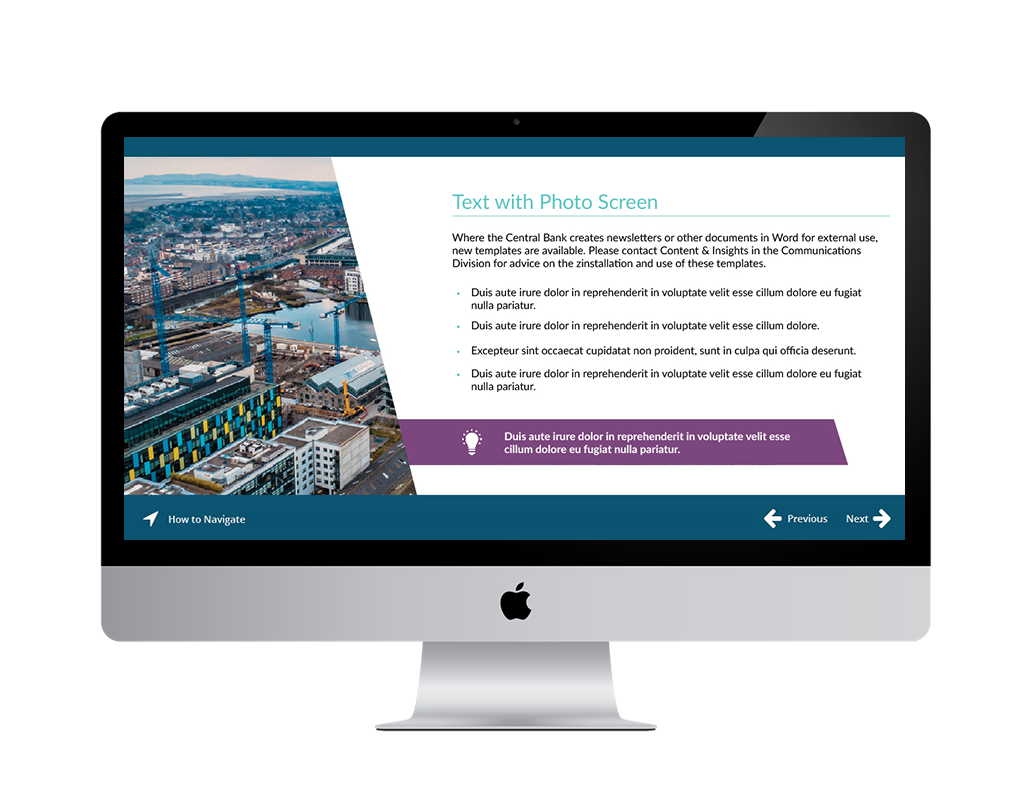 Text with Photo Screen
Where the Central Bank creates newsletters or other documents in Word for external use,
new templates are available. Please contact Content & Insights in the Communications
Division for advice on the zinstallation and use of these templates.
Duis aute irure dolor in reprehenderit in voluptate velit esse cillum dolore eu fugiat
nulla pariatur.
Duis aute irure dolor in reprehenderit in voluptate velit esse cillum dolore.
Excepteur sint occaecat cupidatat non proident, sunt in culpa qui officia deserunt.
Duis aute irure dolor in reprehenderit in voluptate velit esse cillum dolore eu fugiat
nulla pariatur.
Duis aute irure dolor in reprehenderit in voluptate velit esse
cillum dolore eu fugiat nulla pariatur.
How to Navigate
Previous
Next